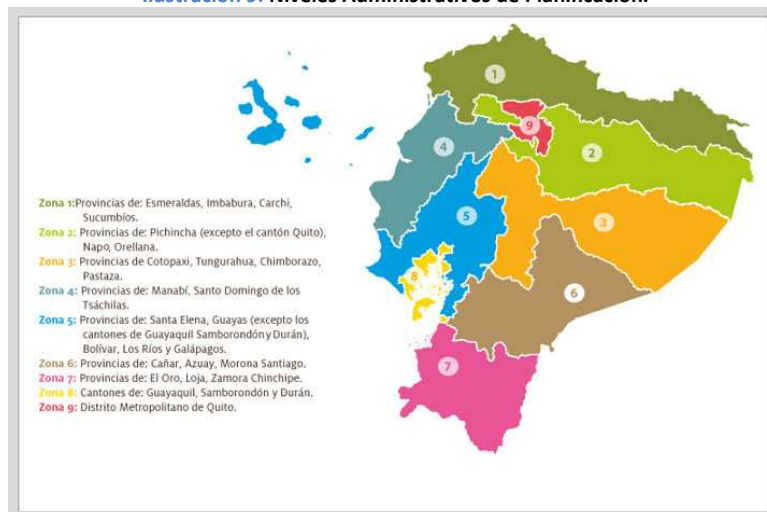 Niveles Administrativos de Planificación.
1
9
2
4
3
5
8
6
7
Zona 1:Provincias de: Esmeraldas, Imbabura, Carchi,
Sucumbíos.
Zona 2: Provincias de: Pichincha (excepto el cantón Quito),
Napo, Orellana.
Zona 3: Provincias de Cotopaxi, Tungurahua, Chimborazo,
Pastaza.
Zona 4: Provincias de: Manabí, Santo Domingo de los
Tsáchilas.
Zona 5: Provincias de: Santa Elena, Guayas (excepto los
cantones de Guayaquil Samborondón y Durán),
Bolívar, Los Ríos y Galápagos.
Zona 6: Provincias de: Cañar, Azuay, Morona Santiago.
Zona 7: Provincias de: El Oro, Loja, Zamora Chinchipe.
Zona 8: Cantones de: Guayaquil, Samborondón y Durán.
Zona 9: Distrito Metropolitano de Quito.